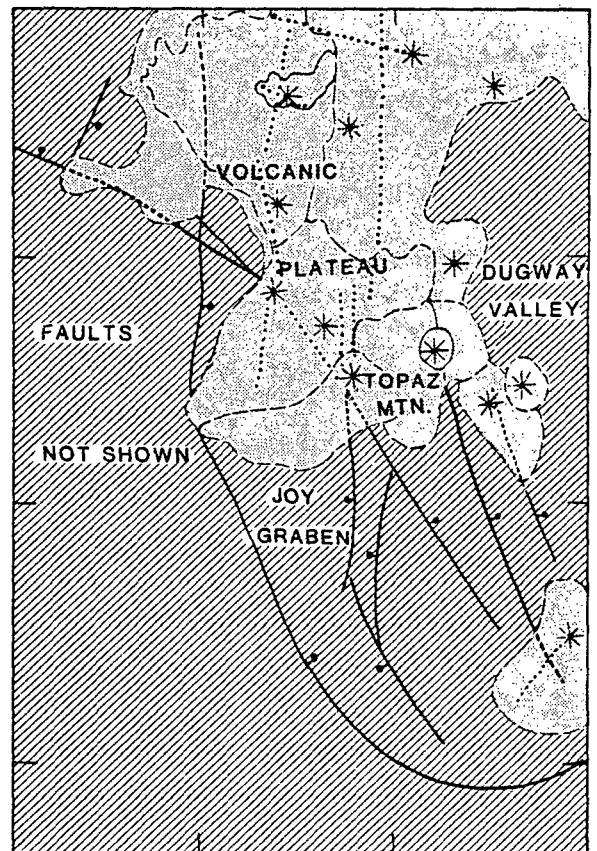 VOLCANIC
PLATEAU
DUGWAY
VALLEY
FAULTS
TOPAZ
MTN.
NOT SHOWN
JOY
GRABEN